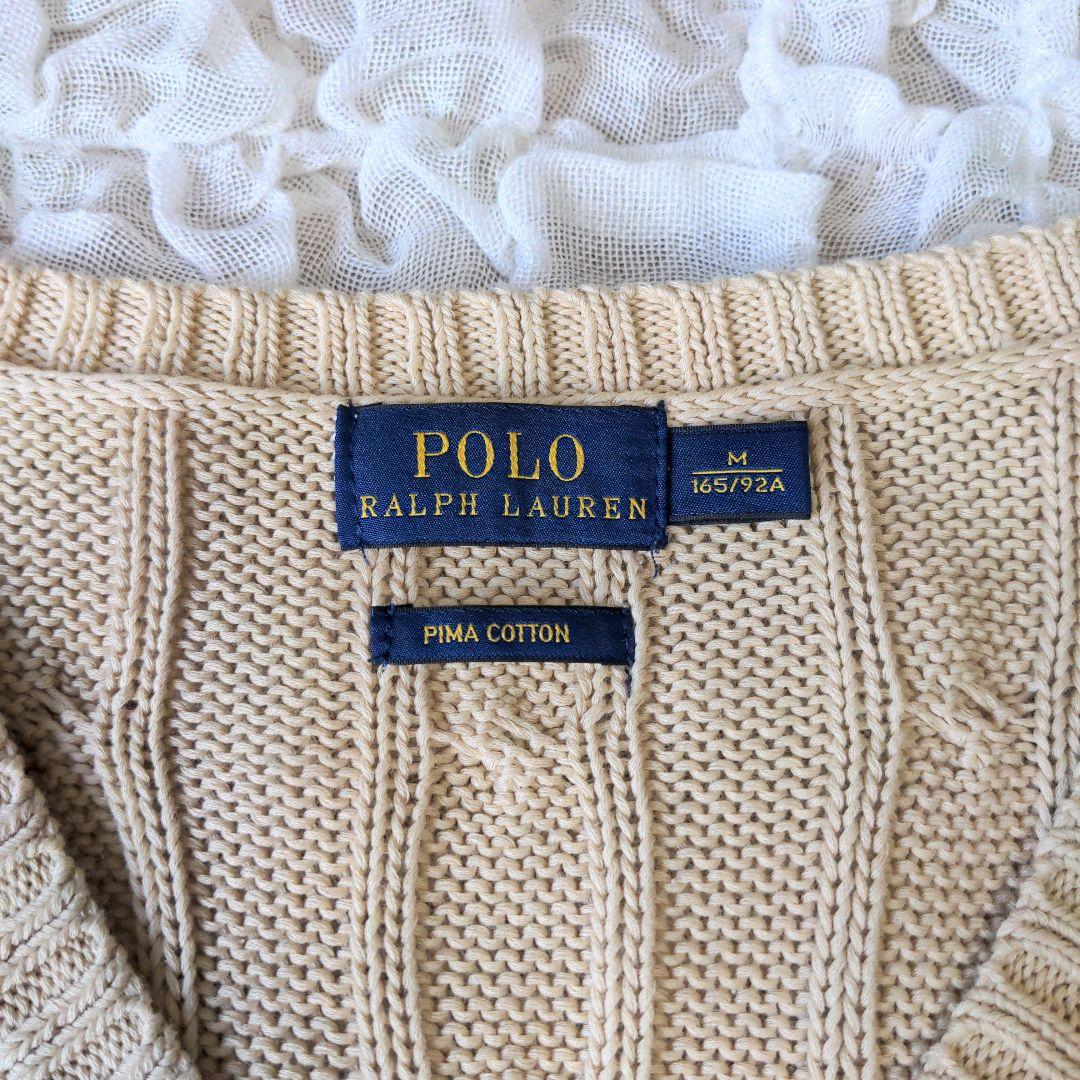 POLO
RALPH LAUREN
M
165/92A
PIMA COTTON